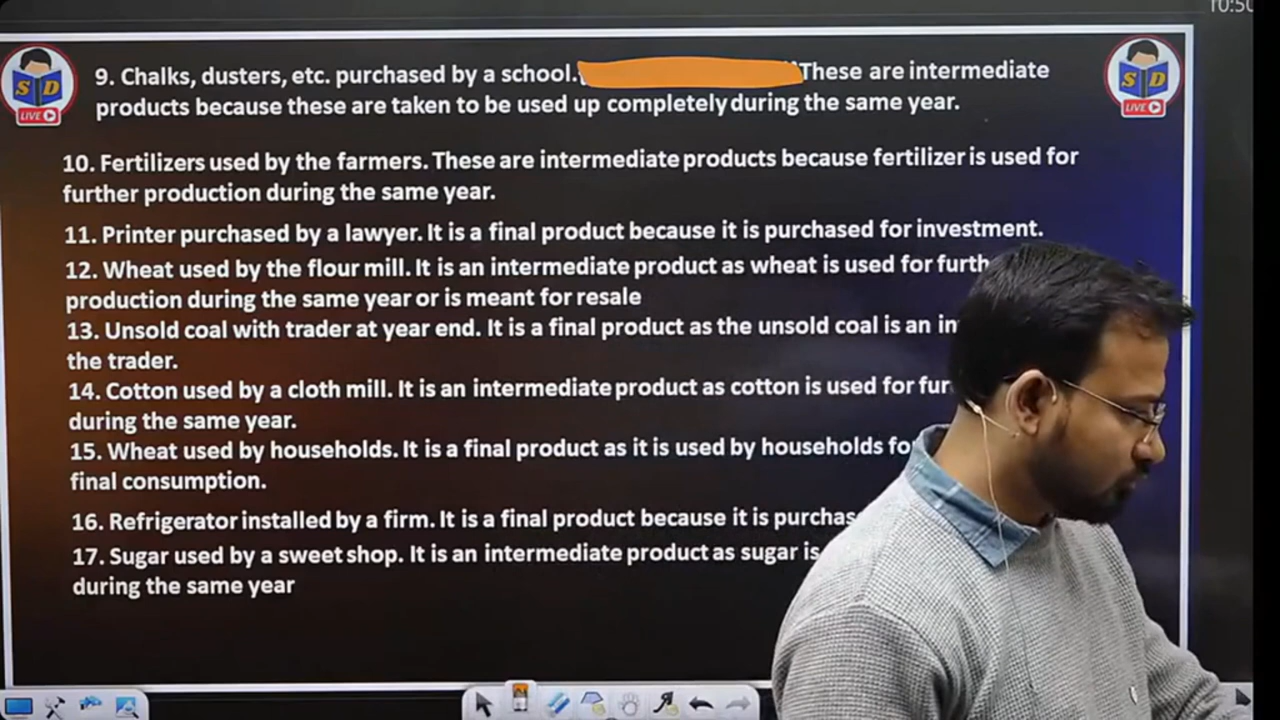 10:50
SD
LIVE
SD
LIVE
9. Chalks, dusters, etc. purchased by a school. These are intermediate
products because these are taken to be used up completely during the same year.
10. Fertilizers used by the farmers. These are intermediate products because fertilizer is used for
further production during the same year.
11. Printer purchased by a lawyer. It is a final product because it is purchased for investment.
12. Wheat used by the flour mill. It is an intermediate product as wheat is used for furth
production during the same year or is meant for resale
13. Unsold coal with trader at year end. It is a final product as the unsold coal is an in
the trader.
14. Cotton used by a cloth mill. It is an intermediate product as cotton is used for fur
during the same year.
15. Wheat used by households. It is a final product as it is used by households fo
final consumption.
16. Refrigerator installed by a firm. It is a final product because it is purchas
17. Sugar used by a sweet shop. It is an intermediate product as sugar is
during the same year